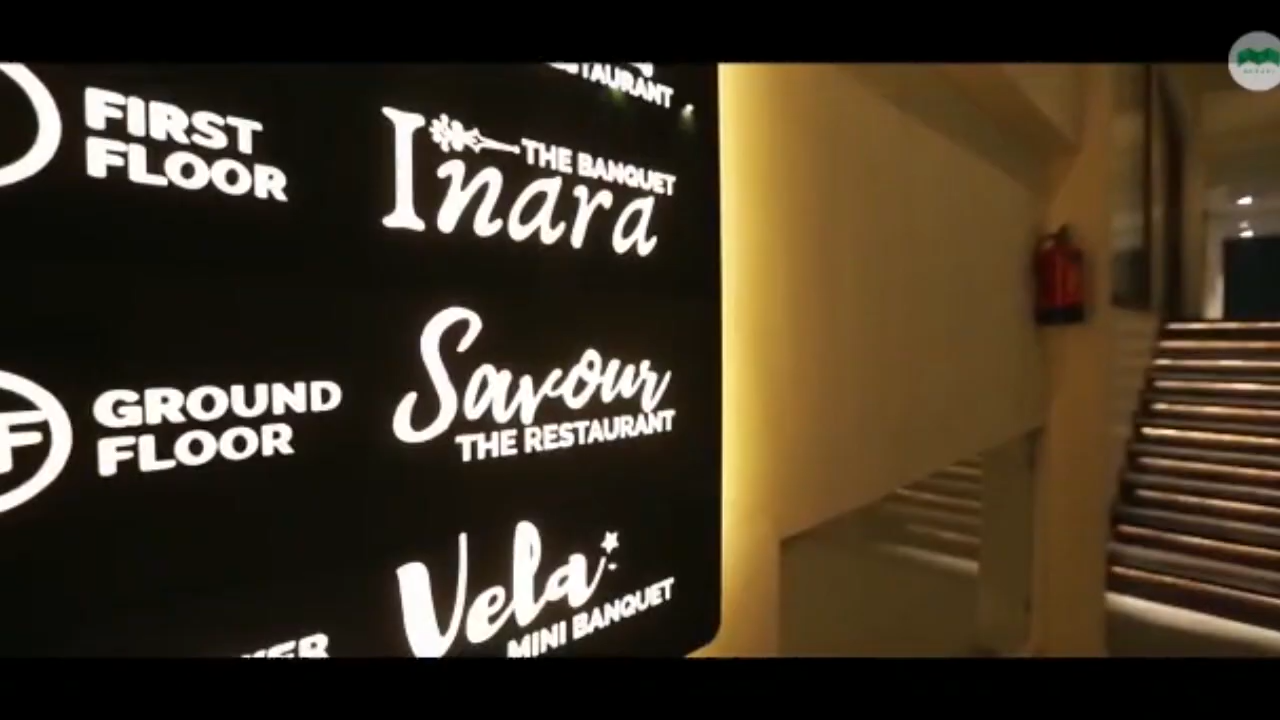 RESTAURANT
FIRST
FLOOR
THE BANQUET
Inara
GROUND
FLOOR
Savour
THE RESTAURANT
Vela
MINI BANQUET